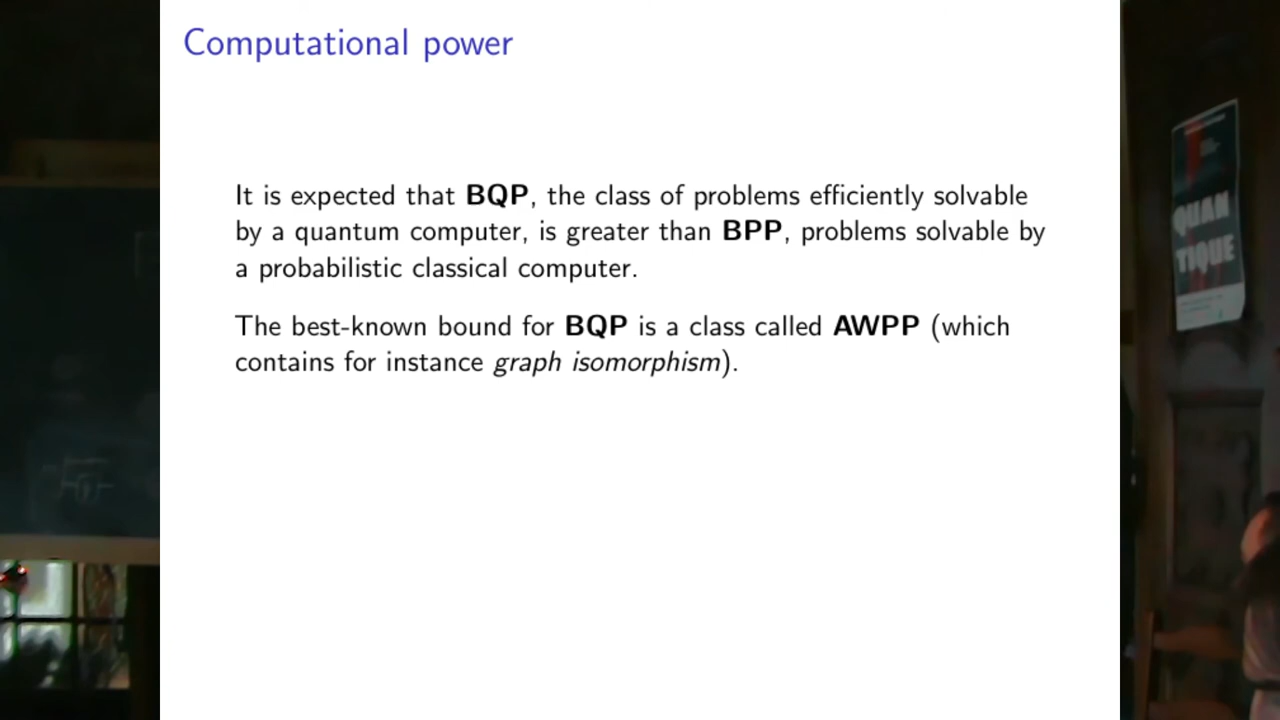 Computational power
It is expected that BQP, the class of problems efficiently solvable
by a quantum computer, is greater than BPP, problems solvable by
a probabilistic classical computer.
The best-known bound for BQP is a class called AWPP (which
contains for instance graph isomorphism).
QUAN
TIQUE